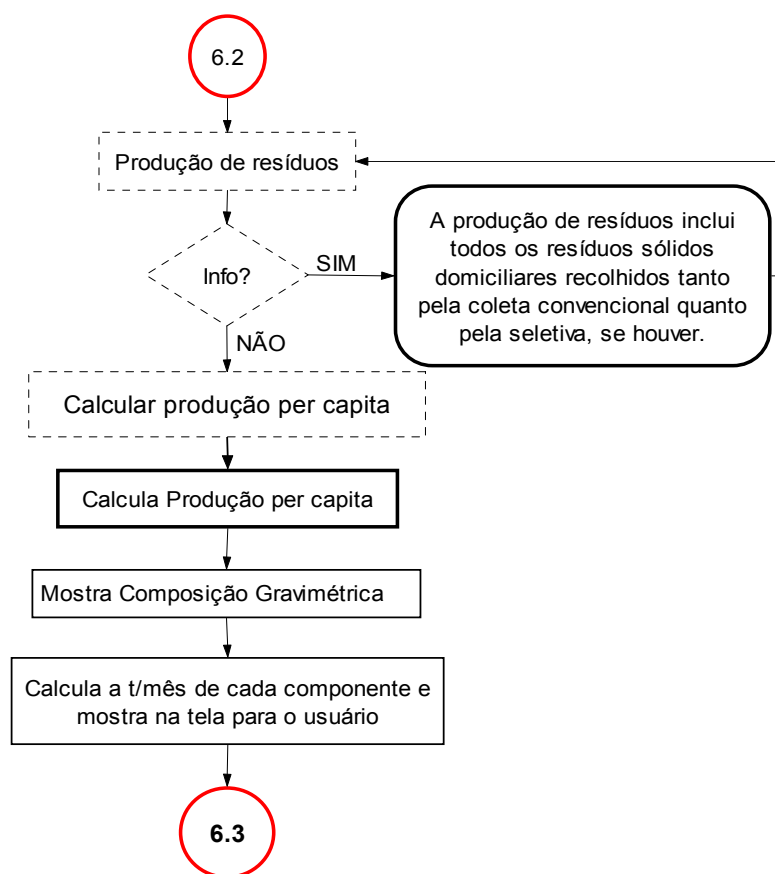 6.2
Produção de resíduos
Info?
SIM
A produção de resíduos inclui
todos os resíduos sólidos
domiciliares recolhidos tanto
pela coleta convencional quanto
pela seletiva, se houver.
NÃO
Calcular produção per capita
Calcula Produção per capita
Mostra Composição Gravimétrica
Calcula a t/mês de cada componente e
mostra na tela para o usuário
6.3